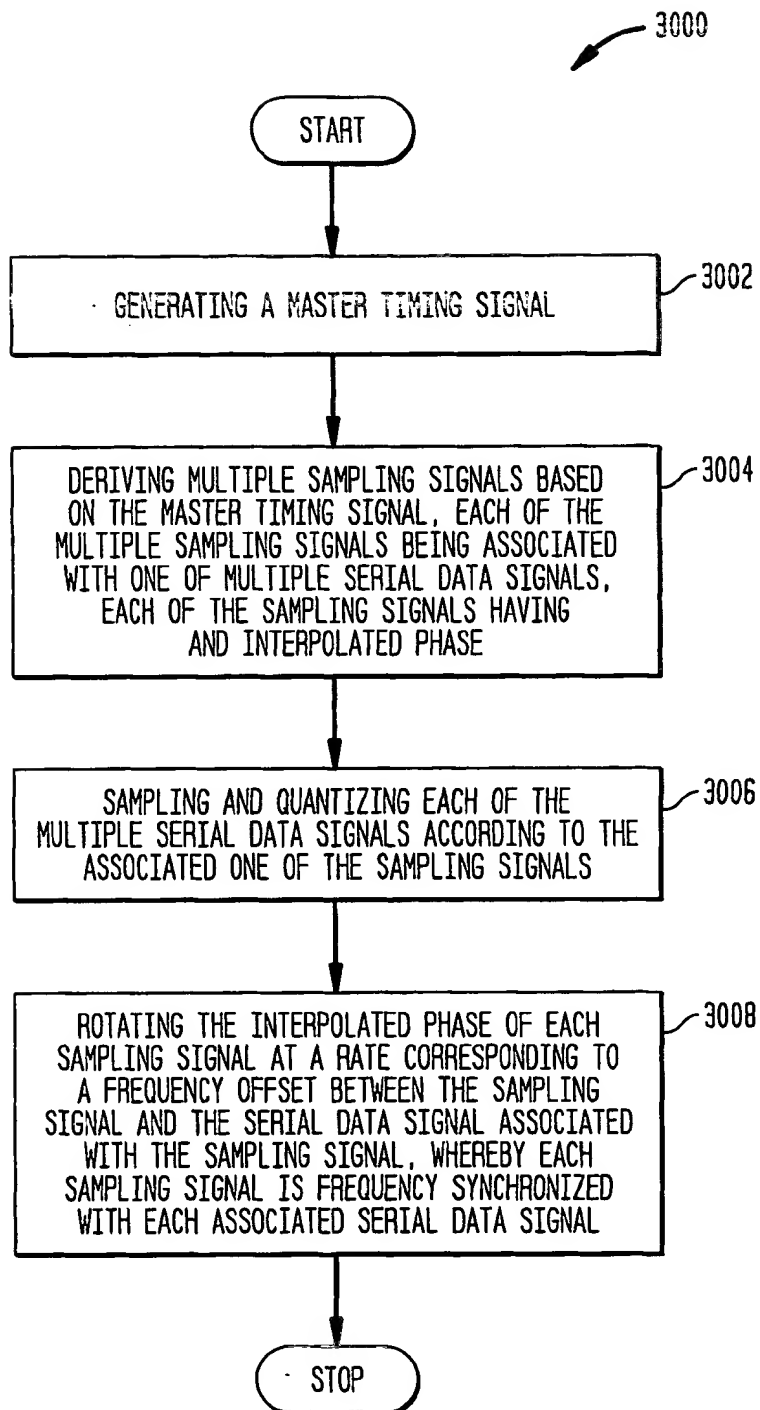 3000
START
GENERATING A MASTER TIMING SIGNAL
3002
DERIVING MULTIPLE SAMPLING SIGNALS BASED
ON THE MASTER TIMING SIGNAL, EACH OF THE
MULTIPLE SAMPLING SIGNALS BEING ASSOCIATED
WITH ONE OF MULTIPLE SERIAL DATA SIGNALS,
EACH OF THE SAMPLING SIGNALS HAVING
AND INTERPOLATED PHASE
3004
SAMPLING AND QUANTIZING EACH OF THE
MULTIPLE SERIAL DATA SIGNALS ACCORDING TO THE
ASSOCIATED ONE OF THE SAMPLING SIGNALS
3006
ROTATING THE INTERPOLATED PHASE OF EACH
SAMPLING SIGNAL AT A RATE CORRESPONDING TO
A FREQUENCY OFFSET BETWEEN THE SAMPLING
SIGNAL AND THE SERIAL DATA SIGNAL ASSOCIATED
WITH THE SAMPLING SIGNAL, WHEREBY EACH
SAMPLING SIGNAL IS FREQUENCY SYNCHRONIZED
WITH EACH ASSOCIATED SERIAL DATA SIGNAL
3008
STOP